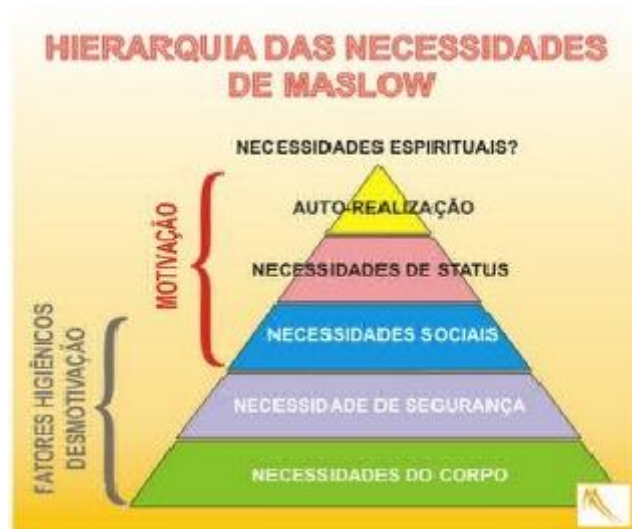 HIERARQUIA DAS NECESSIDADES
DE MASLOW
NECESSIDADES ESPIRITUAIS?
AUTO-REALIZAÇÃO
NECESSIDADES DE STATUS
NECESSIDADES SOCIAIS
NECESSIDADE DE SEGURANÇA
NECESSIDADES DO CORPO
MOTIVAÇÃO
FATORES HIGIÊNICOS
DESMOTIVAÇÃO